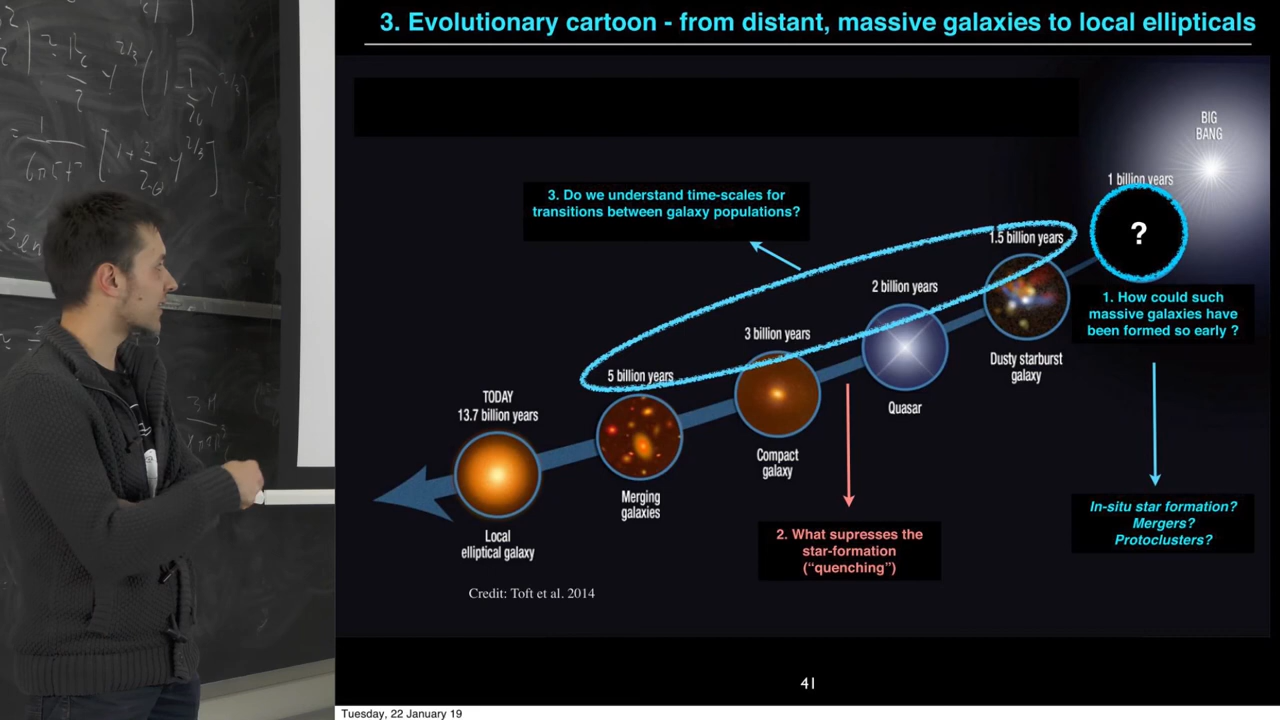 3. Evolutionary cartoon - from distant, massive galaxies to local ellipticals
BIG
BANG
1 billion years
?
3. Do we understand time-scales for
transitions between galaxy populations?
1.5 billion years
2 billion years
1. How could such
massive galaxies have
been formed so early ?
3 billion years
Dusty starburst
galaxy
5 billion years
Quasar
TODAY
13.7 billion years
Compact
galaxy
Merging
galaxies
In-situ star formation?
Mergers?
Protoclusters?
Local
elliptical galaxy
2. What supresses the
star-formation
(“quenching”)
Credit: Toft et al. 2014
41
Tuesday, 22 January 19